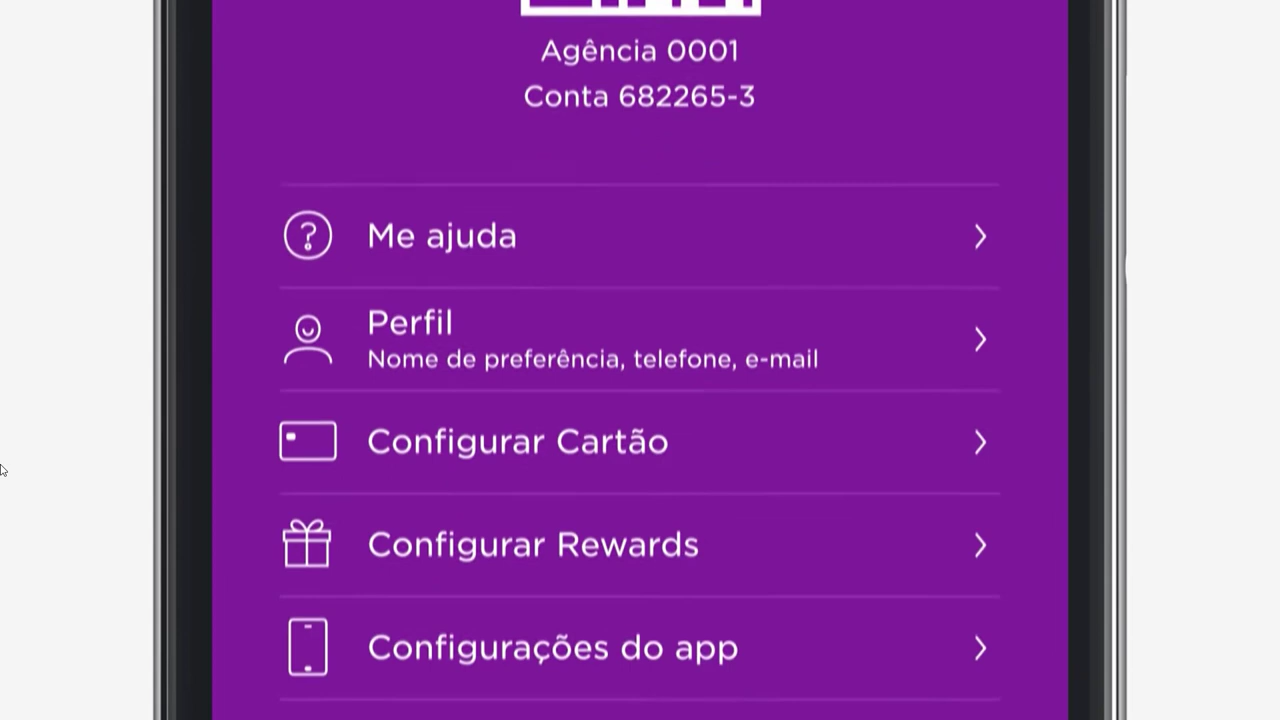 Agência 0001
Conta 682265-3
Me ajuda
Perfil
Nome de preferência, telefone, e-mail
Configurar Cartão
Configurar Rewards
Configurações do app